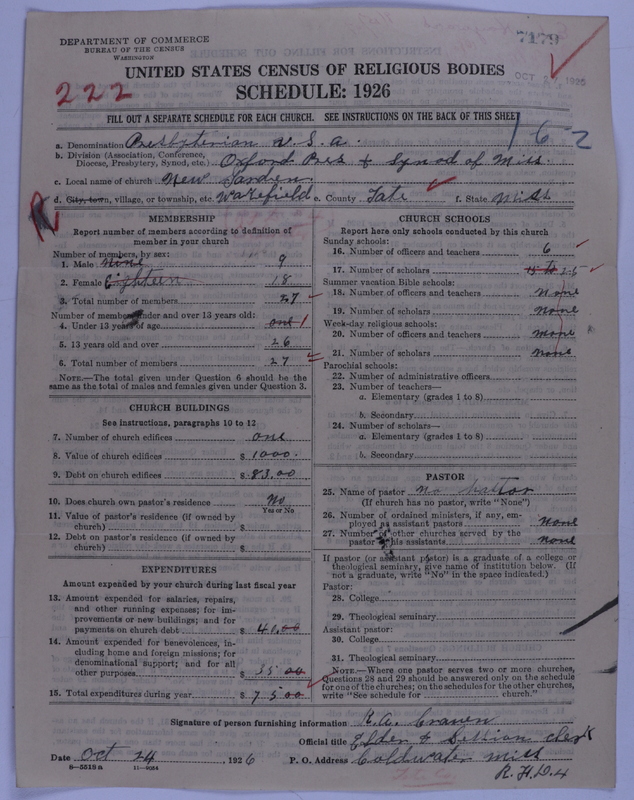 DEPARTMENT OF COMMERCE
BUREAU OF THE CENSUS
WASHINGTON
7179
OCT 1926
UNITED STATES CENSUS OF RELIGIOUS BODIES
222
SCHEDULE: 1926
FILL OUT A SEPARATE SCHEDULE FOR EACH CHURCH. SEE INSTRUCTIONS ON THE BACK OF THIS SHEET
162
a. Denomination Presbyterian U.S.A.
b. Division (Association, Conference, Diocese, Presbytery, Synod, etc.) Oxford Pres & Synod of Miss.
c. Local name of church New Garden
d. City, town, village, or township, etc. Wakefield e. County Tate f. State Miss
MEMBERSHIP
Report number of members according to definition of
member in your church
Number of members, by sex:
1. Male Nine 9
2. Female Eighteen 18
3. Total number of members 27
Number of members under and over 13 years old:
4. Under 13 years of age one 1
5. 13 years old and over 26
6. Total number of members 27
NOTE.—The total given under Question 6 should be
same as the total of males and females given under Question 3.
CHURCH BUILDINGS
See instructions, paragraphs 10 to 12
7. Number of church edifices one
8. Value of church edifices $ 1000.
9. Debt on church edifices $ 83.00
10. Does church own pastor's residence No
Yes or No
11. Value of pastor's residence (if owned by
church) $
12. Debt on pastor's residence (if owned by
church) $
EXPENDITURES
Amount expended by your church during last fiscal year
13. Amount expended for salaries, repairs,
and other running expenses; for im-
provements or new buildings; and for
payments on church debt $ 40.00
14. Amount expended for benevolences, in-
cluding home and foreign missions; for
denominational support; and for all
other purposes $ 35 00
15. Total expenditures during year $ 75 00
CHURCH SCHOOLS
Report here only schools conducted by this church
Sunday schools:
16. Number of officers and teachers 6
17. Number of scholars 15
Summer vacation Bible schools:
18. Number of officers and teachers None
19. Number of scholars None
Week-day religious schools:
20. Number of officers and teachers None
21. Number of scholars None
Parochial schools:
22. Number of administrative officers
23. Number of teachers—
a. Elementary (grades 1 to 8)
b. Secondary
24. Number of scholars—
a. Elementary (grades 1 to 8)
b. Secondary
PASTOR
25. Name of pastor No
(If church has no pastor, write "None")
26. Number of ordained ministers, if any, em-
ployed as assistant pastors None
27. Number of other churches served by the
pastor or his assistants None
If pastor (or assistant pastor) is a graduate of a college or
theological seminary, give name of institution below. (If
not a graduate, write "No" in the space indicated.)
Pastor:
28. College
29. Theological seminary
Assistant pastor:
30. College
31. Theological seminary
NOTE.—Where one pastor serves two or more churches,
Questions 28 and 29 should be answered only on the schedule
for one of the churches; on the schedules for the other churches,
write "See schedule for church."
Signature of person furnishing information R.A. Craven
Official title Elder & Session Clerk
Date Oct 24 1926 P. O. Address Coldwater Miss
8—5519a 11—9034
R.F.D.4